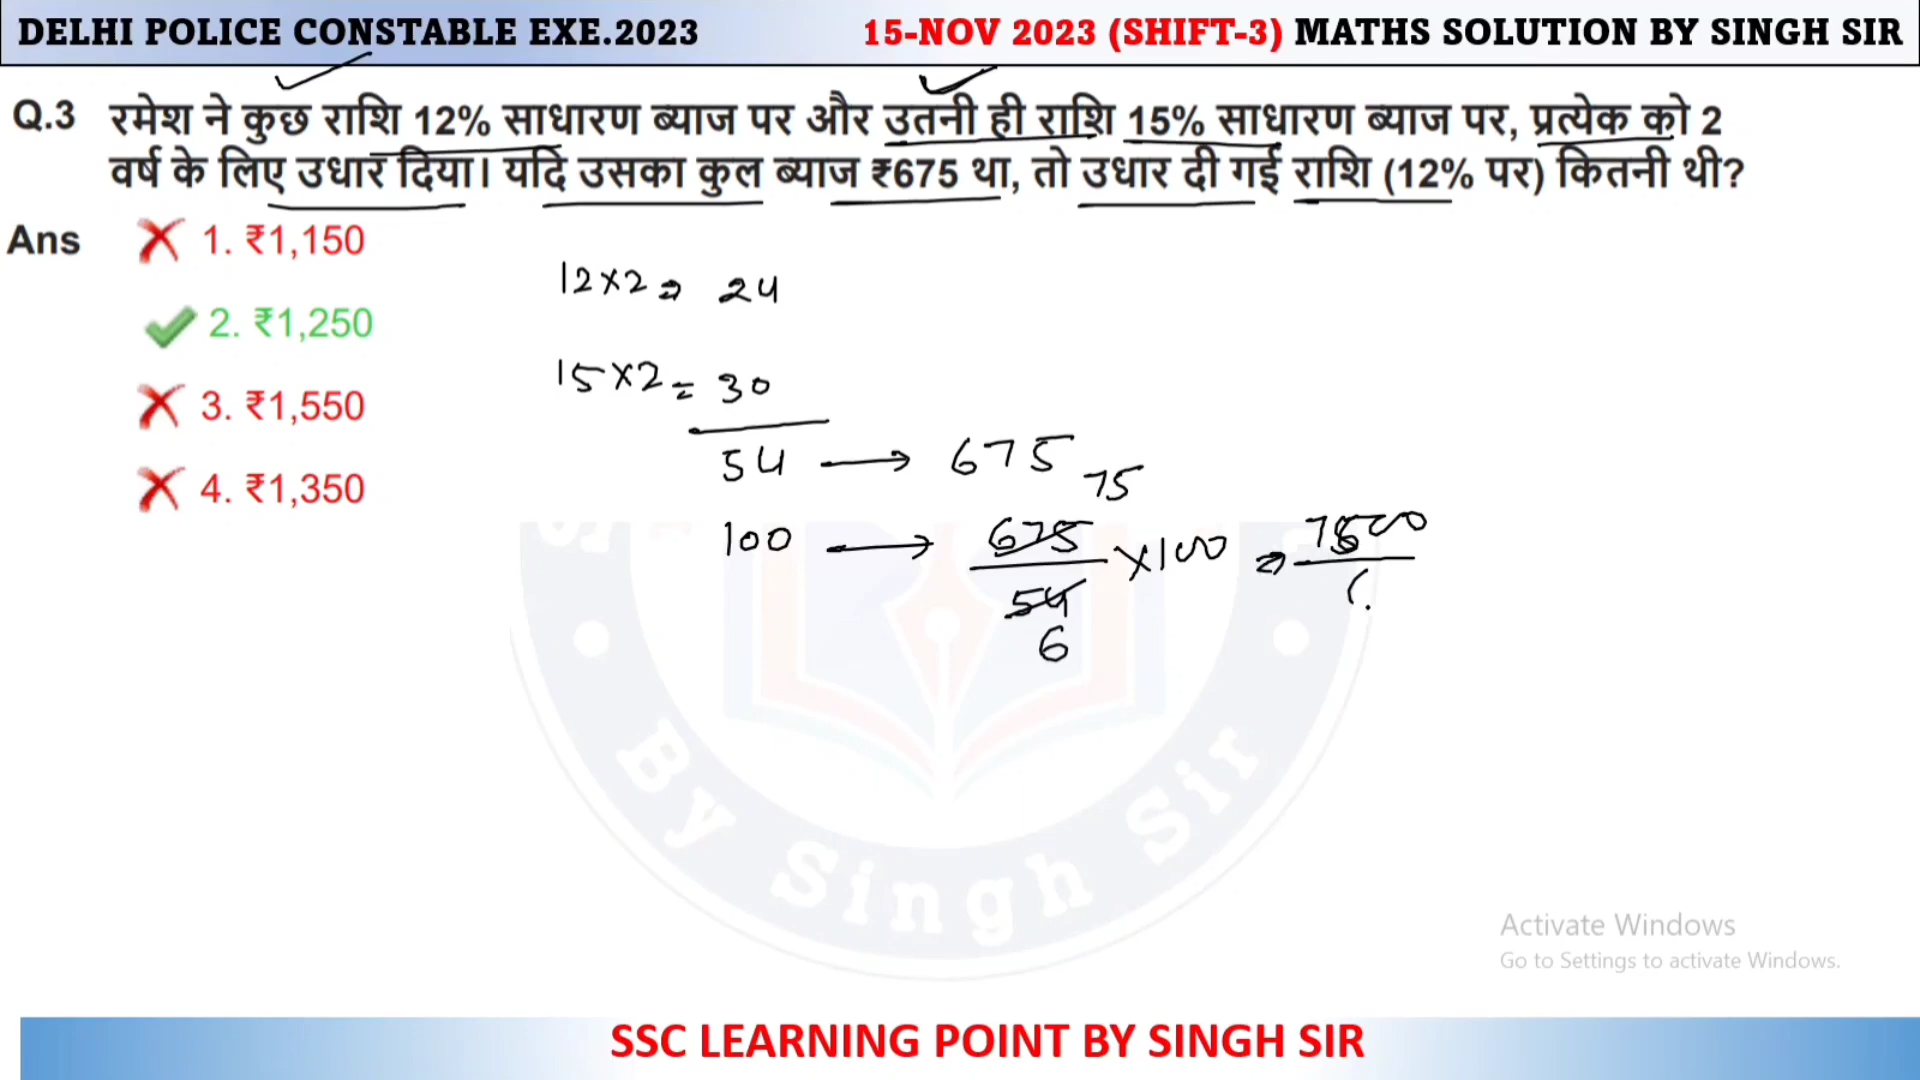 DELHI POLICE CONSTABLE EXE.2023 15-NOV 2023 (SHIFT-3) MATHS SOLUTION BY SINGH SIR
Q.3 रमेश ने कुछ राशि 12% साधारण ब्याज पर और उतनी ही राशि 15% साधारण ब्याज पर, प्रत्येक को 2
वर्ष के लिए उधार दिया। यदि उसका कुल ब्याज ₹675 था, तो उधार दी गई राशि (12% पर) कितनी थी?
Ans 1. ₹1,150
2. ₹1,250
3. ₹1,550
4. ₹1,350
12×2 ⇒ 24
15×2 = 30
54 → 675
75
100 → 675/54 ×100 ⇒ 7500/6
6
By Singh Sir
Activate Windows
Go to Settings to activate Windows.
SSC LEARNING POINT BY SINGH SIR